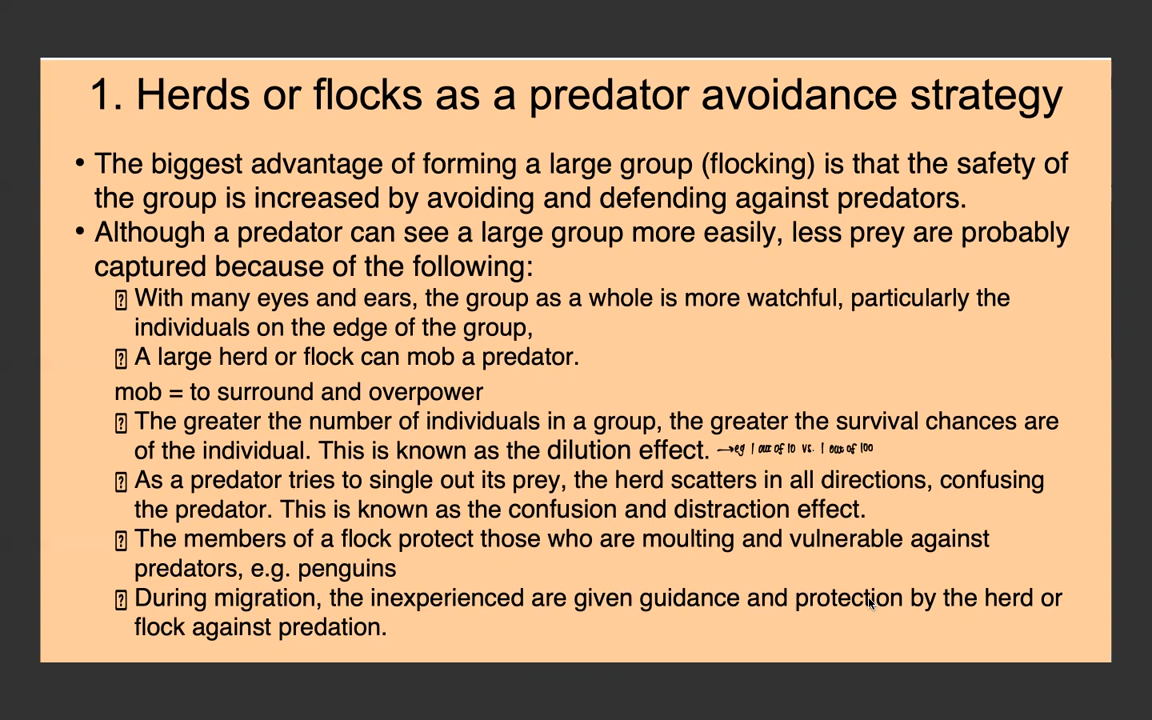 1. Herds or flocks as a predator avoidance strategy
• The biggest advantage of forming a large group (flocking) is that the safety of
the group is increased by avoiding and defending against predators.
• Although a predator can see a large group more easily, less prey are probably
captured because of the following:
With many eyes and ears, the group as a whole is more watchful, particularly the
individuals on the edge of the group,
A large herd or flock can mob a predator.
mob = to surround and overpower
The greater the number of individuals in a group, the greater the survival chances are
of the individual. This is known as the dilution effect. →eg 1 out of 10 vs. 1 out of 100
As a predator tries to single out its prey, the herd scatters in all directions, confusing
the predator. This is known as the confusion and distraction effect.
The members of a flock protect those who are moulting and vulnerable against
predators, e.g. penguins
During migration, the inexperienced are given guidance and protection by the herd or
flock against predation.